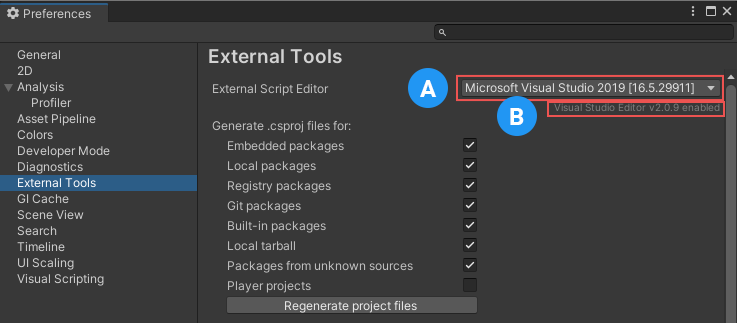 Preferences
General
2D
Analysis
Profiler
Asset Pipeline
Colors
Developer Mode
Diagnostics
External Tools
GI Cache
Scene View
Search
Timeline
UI Scaling
Visual Scripting
External Tools
External Script Editor
A
Microsoft Visual Studio 2019 [16.5.29911]
B
Visual Studio Editor v2.0.9 enabled
Generate .csproj files for:
Embedded packages
Local packages
Registry packages
Git packages
Built-in packages
Local tarball
Packages from unknown sources
Player projects
Regenerate project files